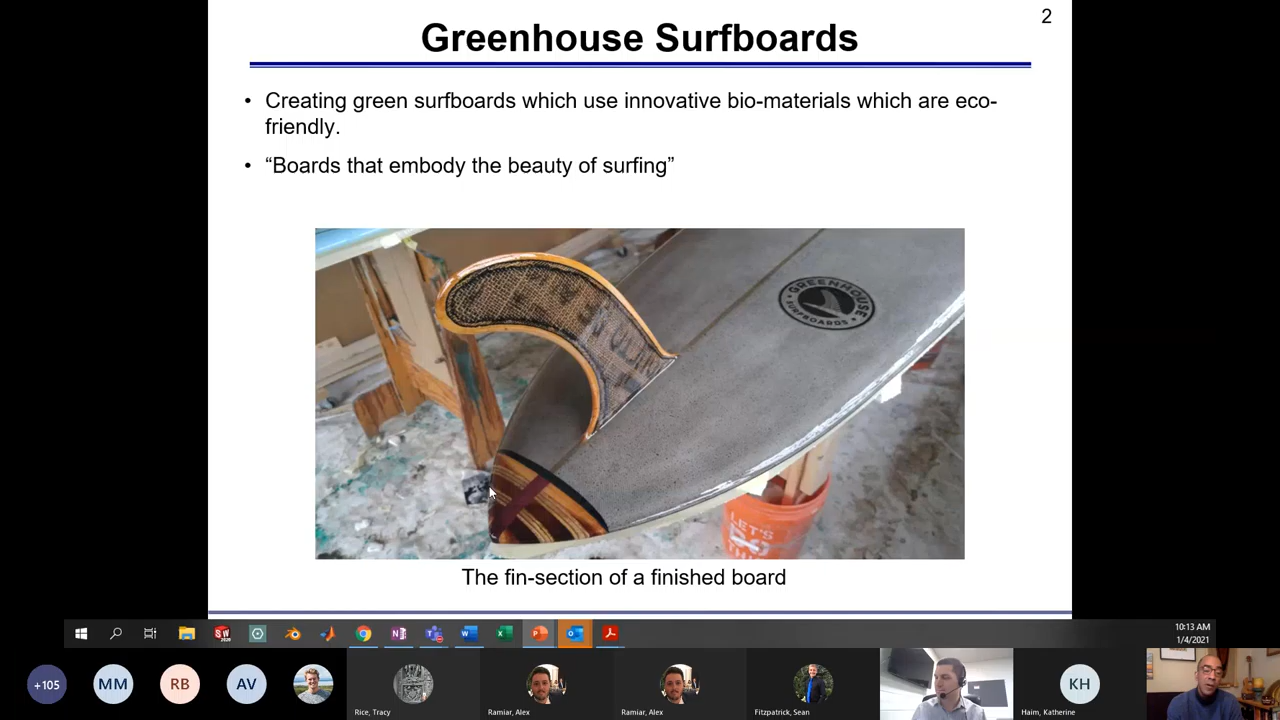 2
Greenhouse Surfboards
• Creating green surfboards which use innovative bio-materials which are eco-
friendly.
• “Boards that embody the beauty of surfing”
GREENHOUSE
SURFBOARDS
LET'S
The fin-section of a finished board
10:13 AM
1/4/2021
+105
MM
RB
AV
Rice, Tracy
Ramiar, Alex
Ramiar, Alex
Fitzpatrick, Sean
KH
Haim, Katherine